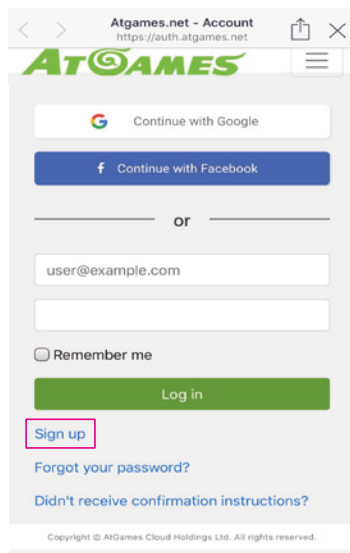 Atgames.net - Account
https://auth.atgames.net
ATGAMES
Continue with Google
f Continue with Facebook
or
user@example.com
Remember me
Log in
Sign up
Forgot your password?
Didn't receive confirmation instructions?
Copyright © AtGames Cloud Holdings Ltd. All rights reserved.